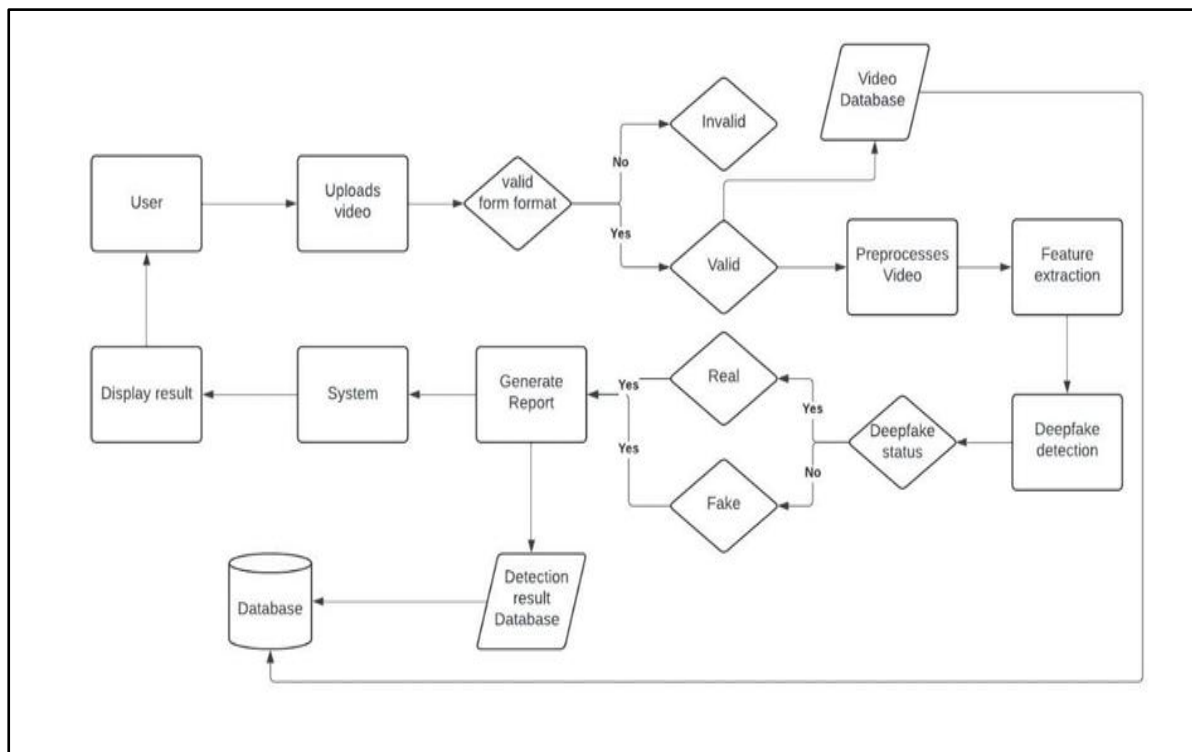 Video
Database
Invalid
No
User
Uploads
video
valid
form format
Yes
Valid
Preprocesses
Video
Feature
extraction
Display result
System
Generate
Report
Yes
Real
Yes
Yes
No
Fake
Deepfake
status
Deepfake
detection
Database
Detection
result
Database